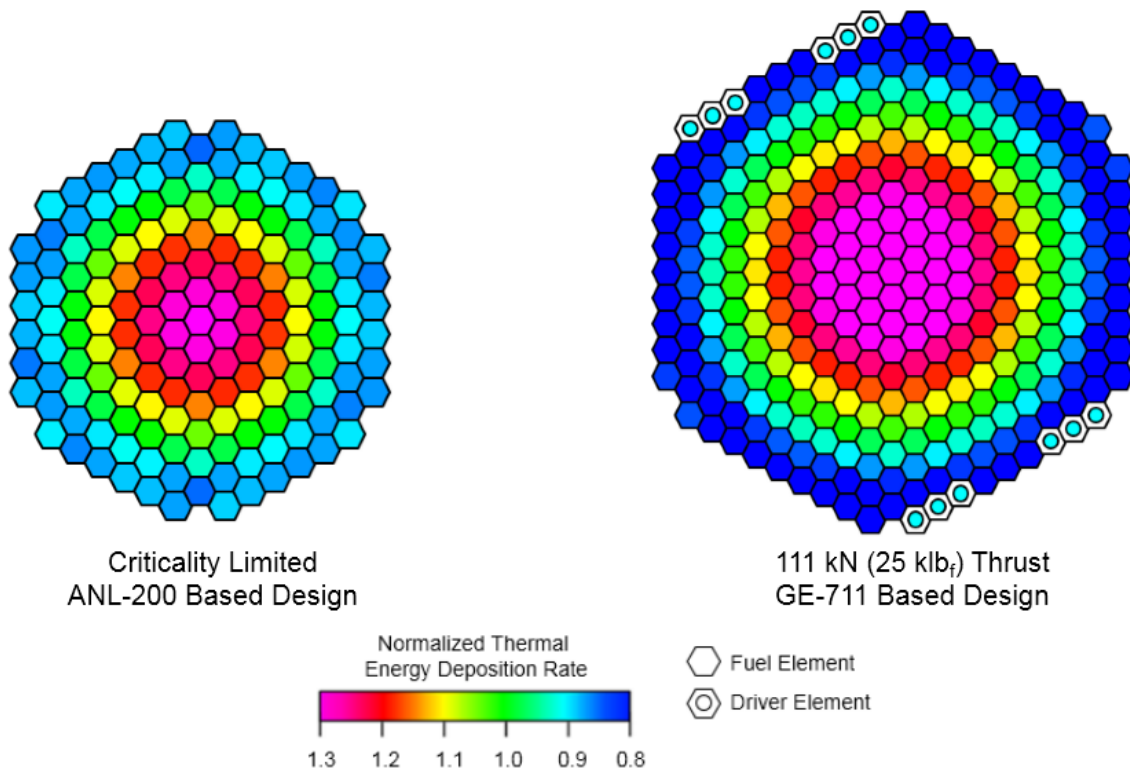 Criticality Limited
ANL-200 Based Design
111 kN (25 klbf) Thrust
GE-711 Based Design
Normalized Thermal
Energy Deposition Rate
1.3 1.2 1.1 1.0 0.9 0.8
Fuel Element
Driver Element